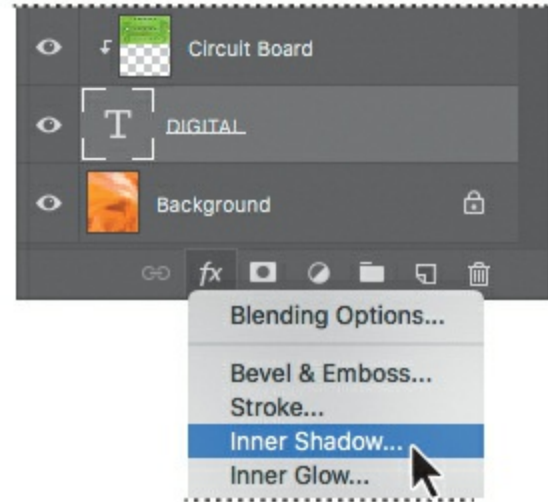 Circuit Board
T DIGITAL
Background
fx
Blending Options...
Bevel & Emboss...
Stroke...
Inner Shadow...
Inner Glow...